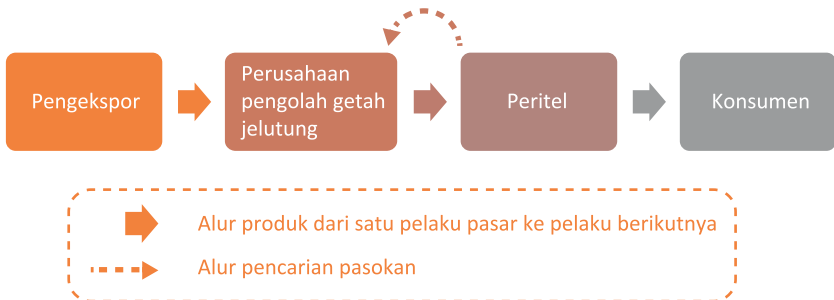 Pengekspor
Perusahaan
pengolah getah
jelutung
Peritel
Konsumen
Alur produk dari satu pelaku pasar ke pelaku berikutnya
Alur pencarian pasokan